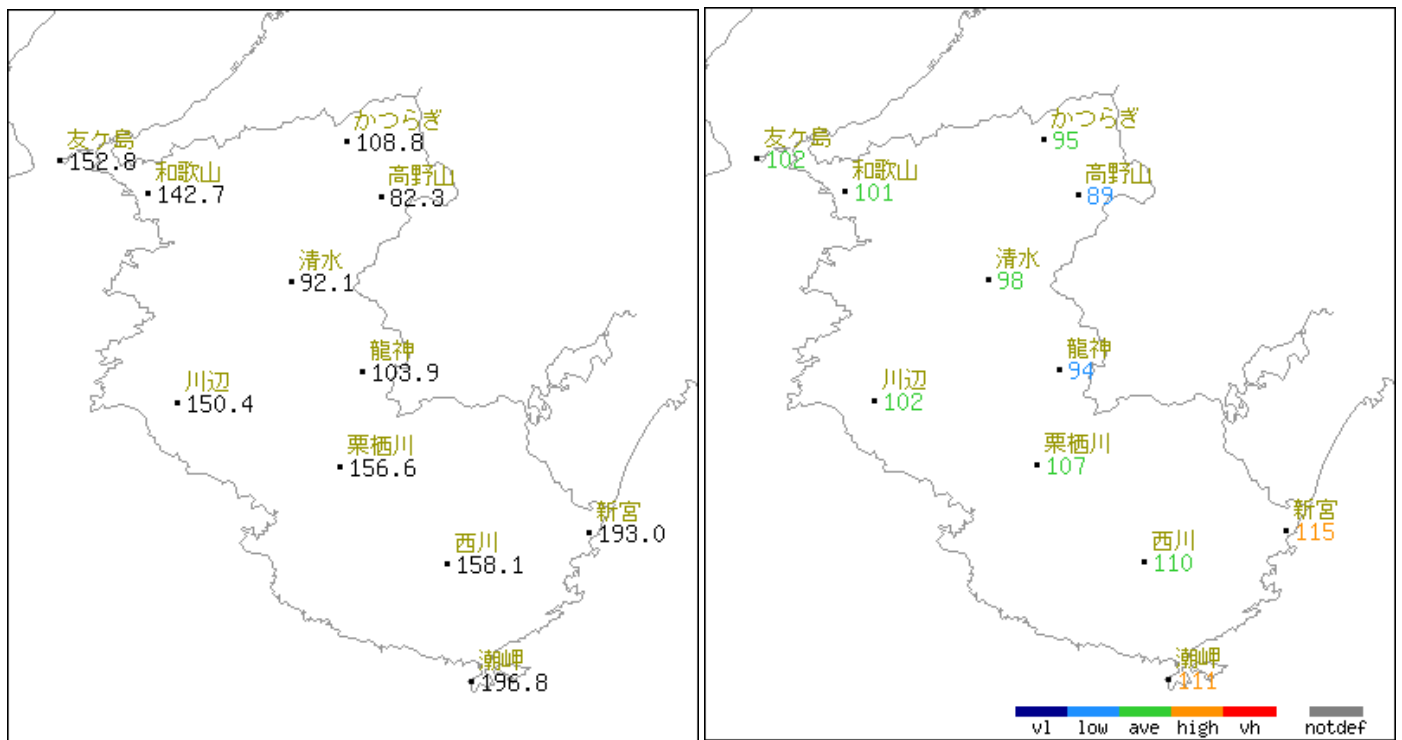 かつらぎ
108.8
友ケ島
152.8
和歌山
142.7
高野山
82.3
清水
92.1
龍神
103.9
川辺
150.4
栗栖川
156.6
新宮
193.0
西川
158.1
潮岬
196.8
かつらぎ
95
友ケ島
102
和歌山
101
高野山
89
清水
98
龍神
94
川辺
102
栗栖川
107
新宮
115
西川
110
潮岬
111
vl low ave high vh notdef